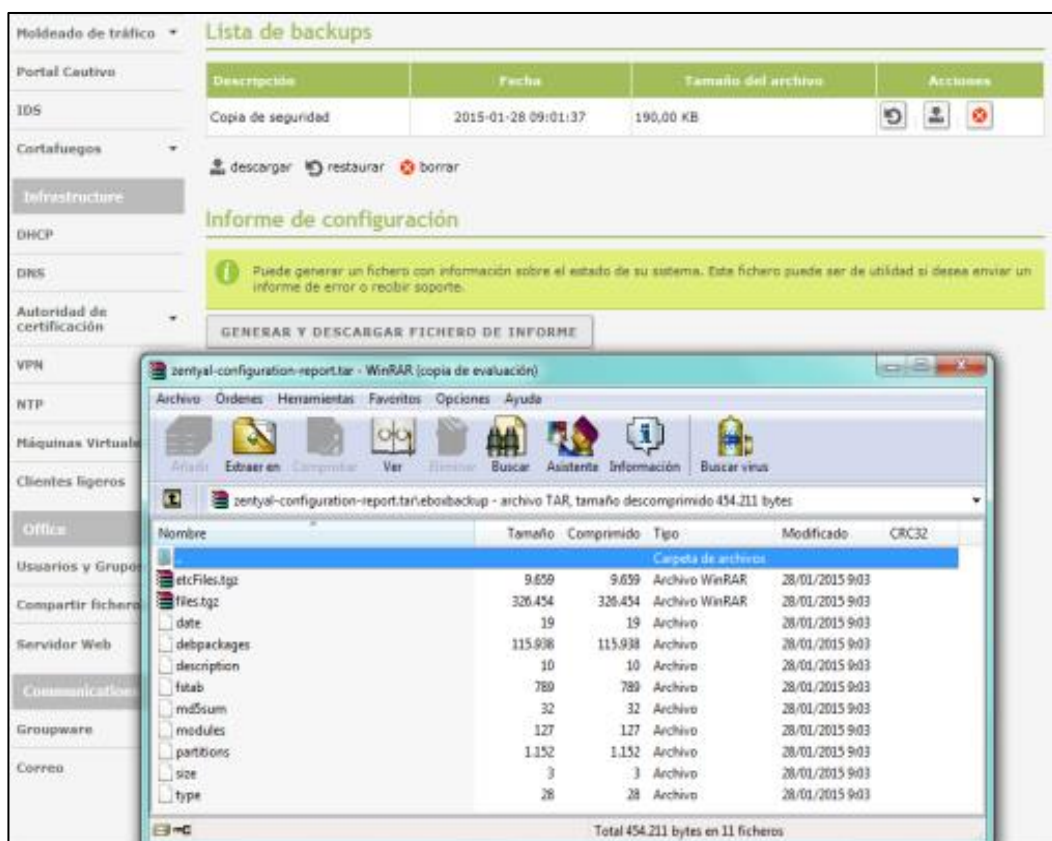 Moldeado de tráfico
Portal Cautivo
IDS
Cortafuegos
Infrastructure
DHCP
DNS
Autoridad de
certificación
VPN
NTP
Máquinas Virtuale
Clientes ligeros
Office
Usuarios y Grupo
Compartir fichero
Servidor Web
Communication
Groupware
Correo
Lista de backups
Descripción Fecha Tamaño del archivo Acciones
Copia de seguridad 2015-01-28 09:01:37 190,00 KB
descargar restaurar borrar
Informe de configuración
Puede generar un fichero con información sobre el estado de su sistema. Este fichero puede ser de utilidad si desea enviar un
informe de error o recibir soporte.
GENERAR Y DESCARGAR FICHERO DE INFORME
zentyal-configuration-report.tar - WinRAR (copia de evaluación)
Archivo Órdenes Herramientas Favoritos Opciones Ayuda
Añadir Extraer en Comprobar Ver Eliminar Buscar Asistente Información Buscar virus
zentyal-configuration-report.tar\eboxbackup - archivo TAR, tamaño descomprimido 454.211 bytes
Nombre Tamaño Comprimido Tipo Modificado CRC32
.. Carpeta de archivos
etcFiles.tgz 9.659 9.659 Archivo WinRAR 28/01/2015 9:03
files.tgz 326.454 326.454 Archivo WinRAR 28/01/2015 9:03
date 19 19 Archivo 28/01/2015 9:03
debpackages 115.938 115.938 Archivo 28/01/2015 9:03
description 10 10 Archivo 28/01/2015 9:03
fstab 789 789 Archivo 28/01/2015 9:03
md5sum 32 32 Archivo 28/01/2015 9:03
modules 127 127 Archivo 28/01/2015 9:03
partitions 1.152 1.152 Archivo 28/01/2015 9:03
size 3 3 Archivo 28/01/2015 9:03
type 28 28 Archivo 28/01/2015 9:03
Total 454.211 bytes en 11 ficheros